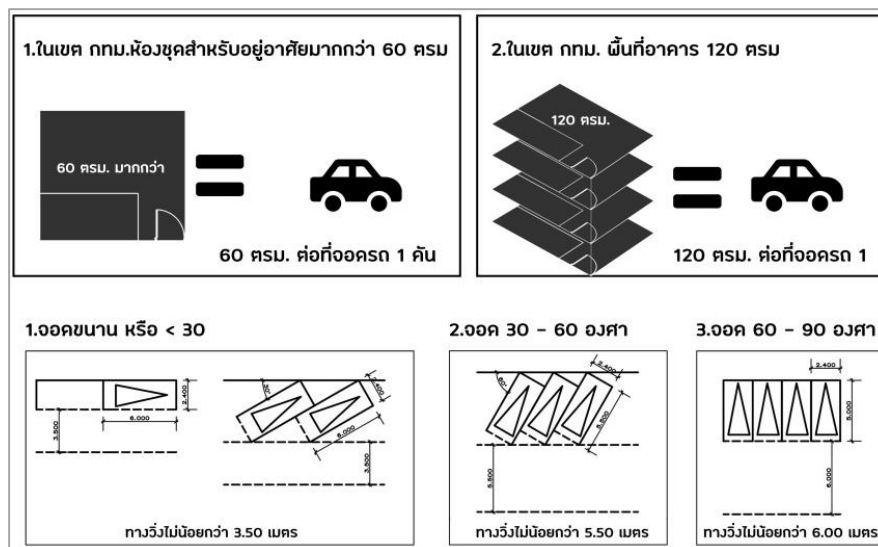 1.ในเขต กทม.ห้องชุดสำหรับอยู่อาศัยมากกว่า 60 ตรม
60 ตรม. มากกว่า
60 ตรม. ต่อที่จอดรถ 1 คัน
2.ในเขต กทม. พื้นที่อาคาร 120 ตรม
120 ตรม.
120 ตรม. ต่อที่จอดรถ 1
1.จอดขนาน หรือ < 30
2.400
6.000
3.500
30°
2.400
6.000
3.500
ทางวิ่งไม่น้อยกว่า 3.50 เมตร
2.จอด 30 - 60 องศา
60°
2.400
5.500
5.500
ทางวิ่งไม่น้อยกว่า 5.50 เมตร
3.จอด 60 - 90 องศา
2.400
5.000
6.000
ทางวิ่งไม่น้อยกว่า 6.00 เมตร